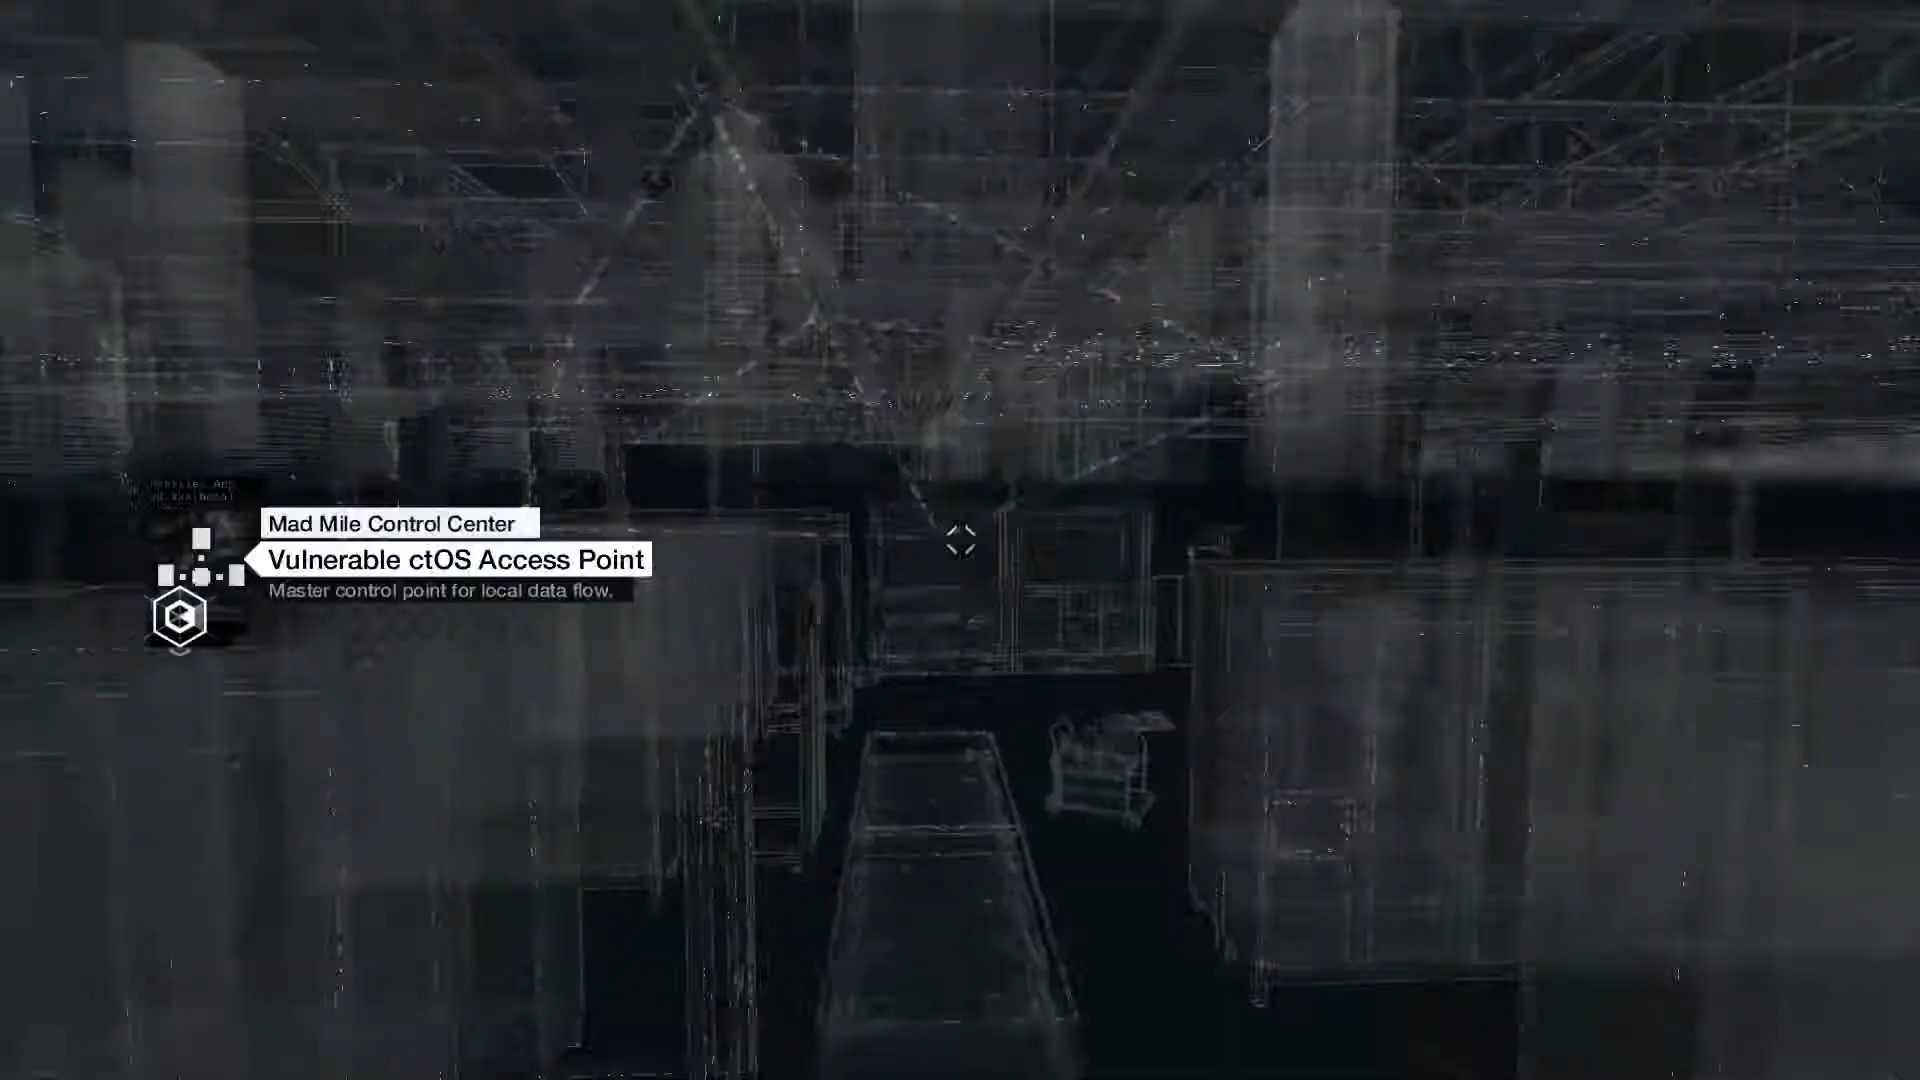 Mad Mile Control Center
Vulnerable ctOS Access Point
Master control point for local data flow.